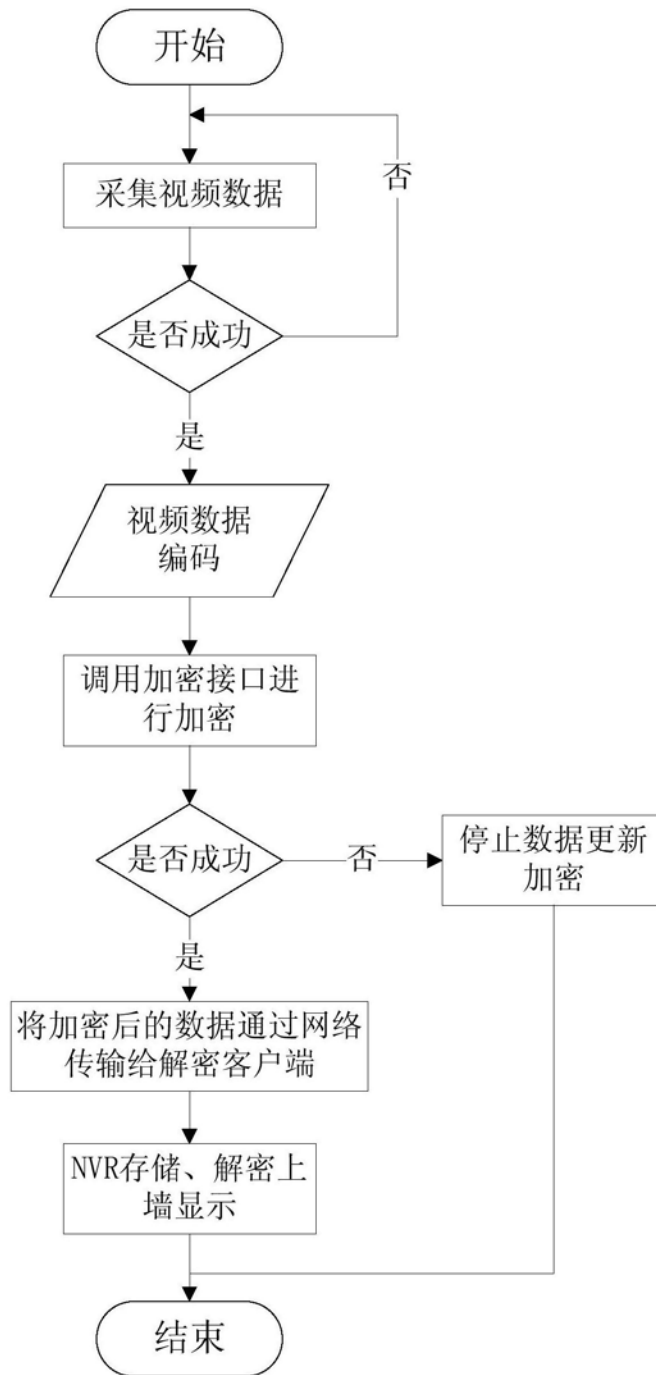 开始
否
采集视频数据
是否成功
是
视频数据
编码
调用加密接口进
行加密
是否成功
否
停止数据更新
加密
是
将加密后的数据通过网络
传输给解密客户端
NVR存储、解密上
墙显示
结束